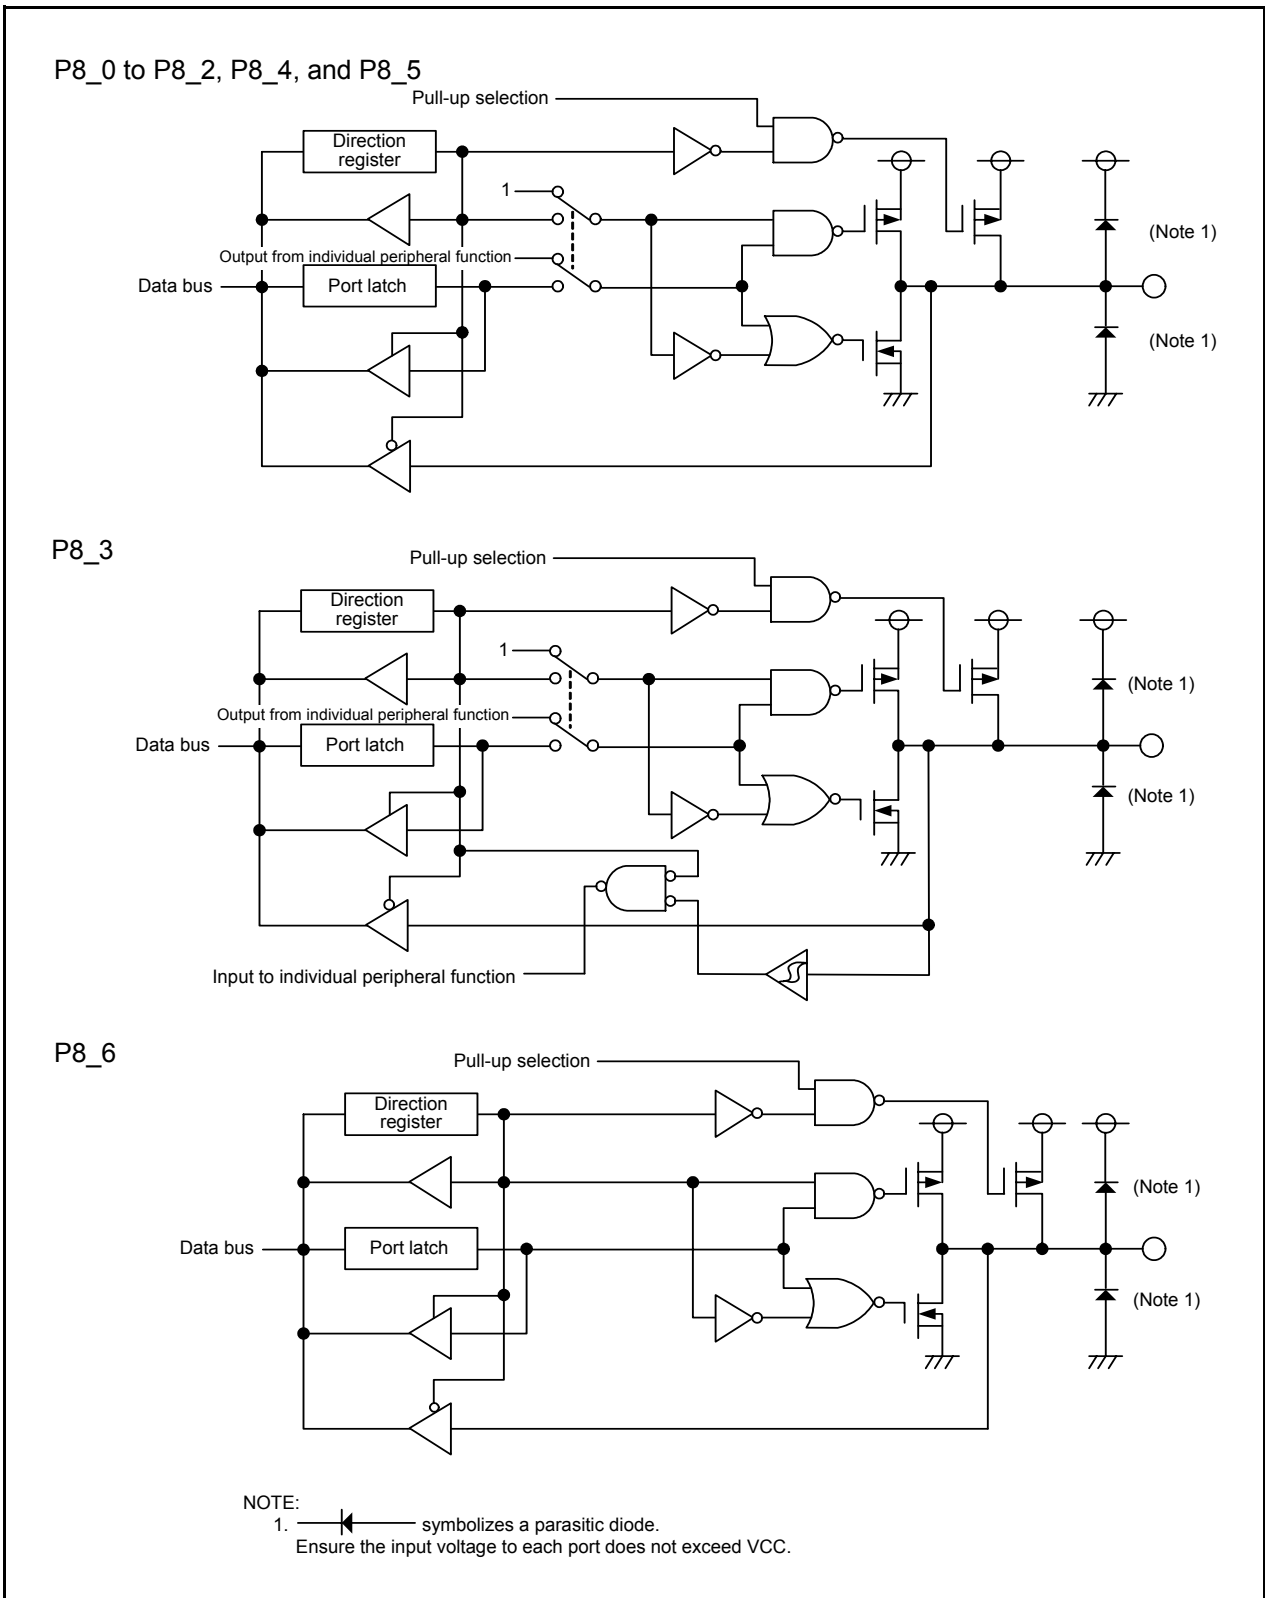 P8_0 to P8_2, P8_4, and P8_5
Pull-up selection
Direction
register
1
(Note 1)
Output from individual peripheral function
Data bus
Port latch
(Note 1)
P8_3
Pull-up selection
Direction
register
1
(Note 1)
Output from individual peripheral function
Data bus
Port latch
(Note 1)
Input to individual peripheral function
P8_6
Pull-up selection
Direction
register
(Note 1)
Data bus
Port latch
(Note 1)
NOTE:
1. symbolizes a parasitic diode.
Ensure the input voltage to each port does not exceed VCC.